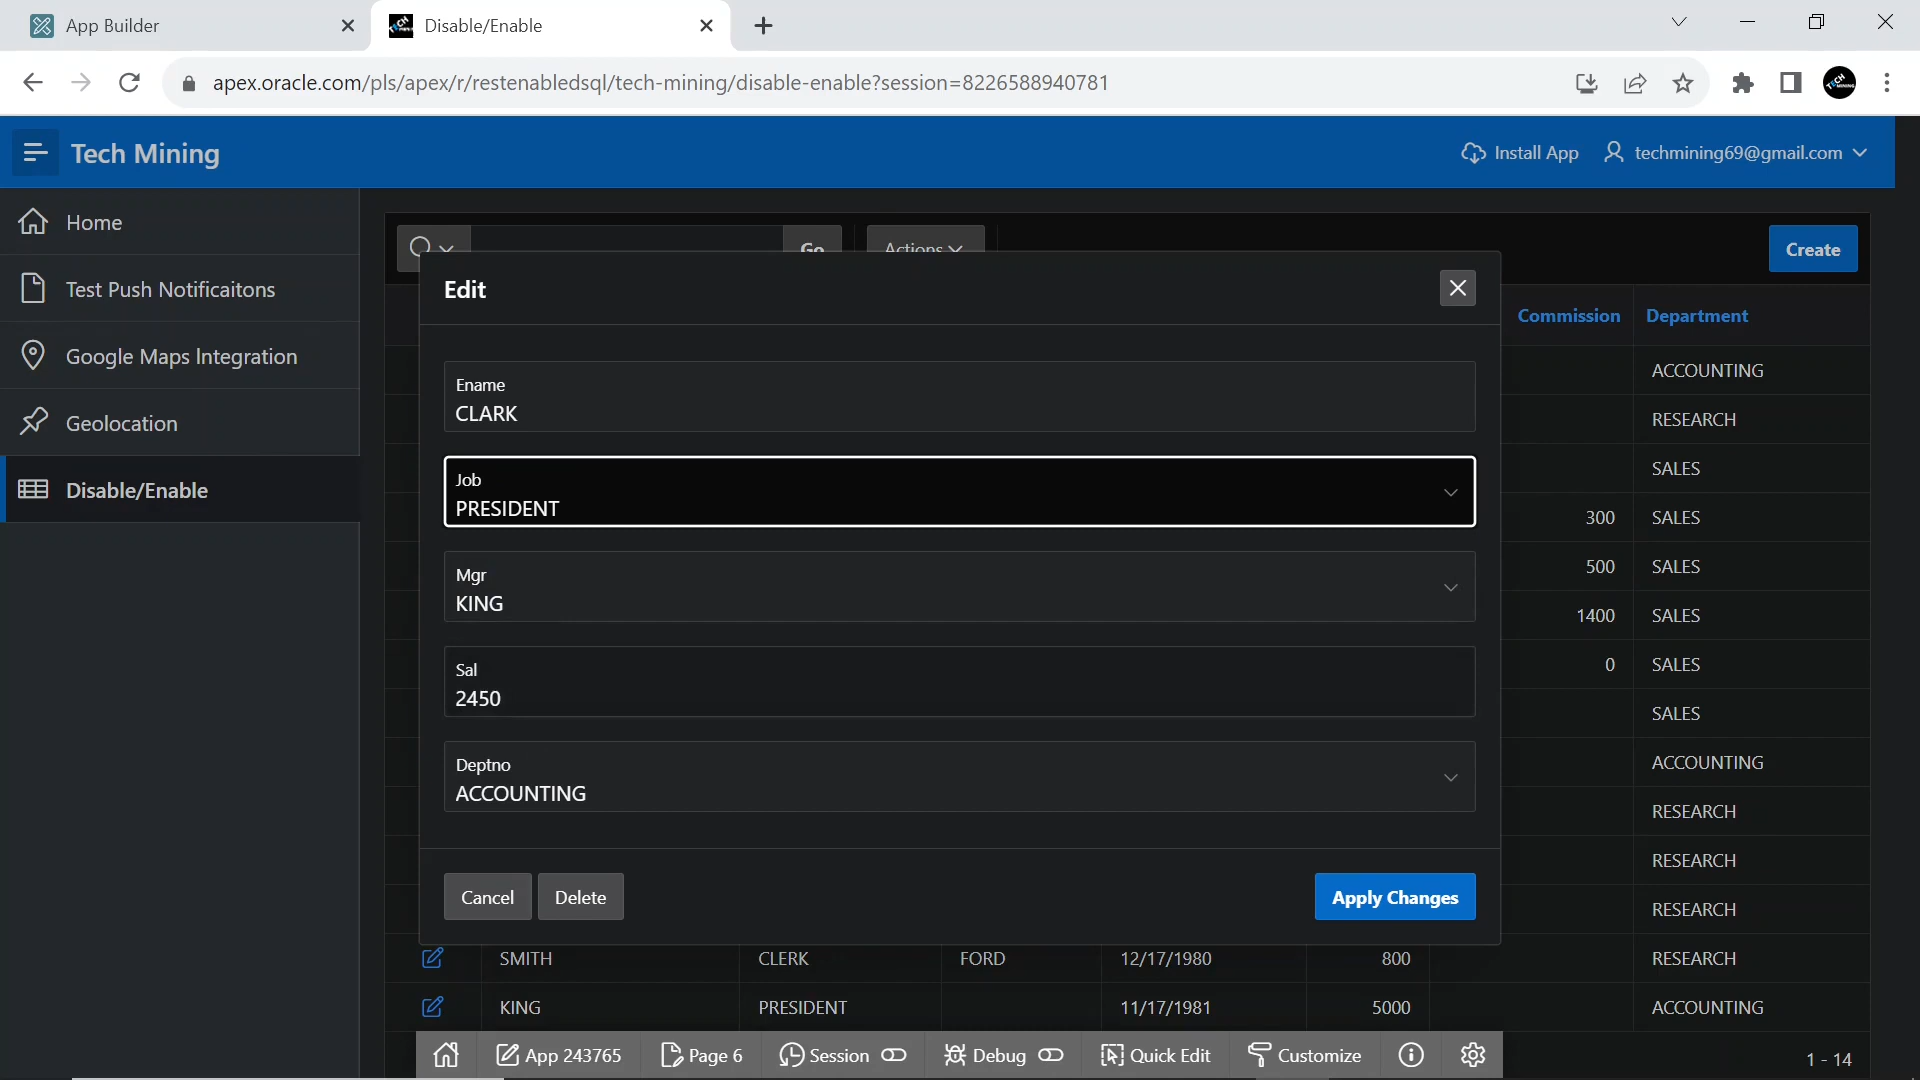 App Builder
Disable/Enable
apex.oracle.com/pls/apex/r/restenabledsql/tech-mining/disable-enable?session=8226588940781
Tech Mining
Install App
techmining69@gmail.com
Home
Test Push Notificaitons
Google Maps Integration
Geolocation
Disable/Enable
Go
Actions
Create
Edit
Ename
CLARK
Job
PRESIDENT
Mgr
KING
Sal
2450
Deptno
ACCOUNTING
Cancel
Delete
Apply Changes
Commission Department
ACCOUNTING
RESEARCH
SALES
300 SALES
500 SALES
1400 SALES
0 SALES
SALES
ACCOUNTING
RESEARCH
RESEARCH
RESEARCH
SMITH CLERK FORD 12/17/1980 800 RESEARCH
KING PRESIDENT 11/17/1981 5000 ACCOUNTING
App 243765 Page 6 Session Debug Quick Edit Customize
1 - 14